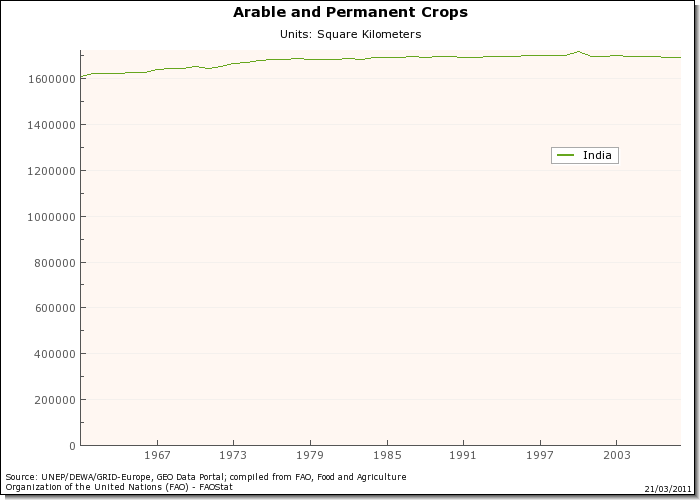 Arable and Permanent Crops
Units: Square Kilometers
1600000
1400000
India
1200000
1000000
800000
600000
400000
200000
0
1967 1973 1979 1985 1991 1997 2003
Source: UNEP/DEWA/GRID-Europe, GEO Data Portal; compiled from FAO, Food and Agriculture
Organization of the United Nations (FAO) - FAOStat
21/03/2011